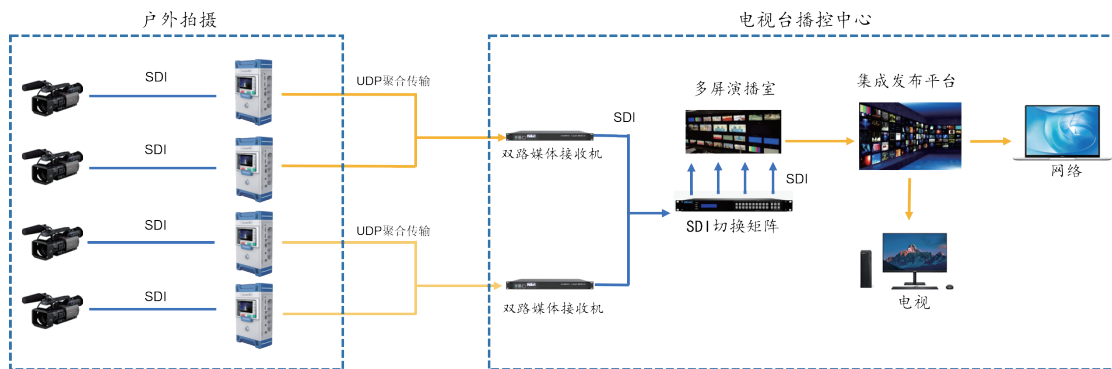 户外拍摄
电视台播控中心
SDI
UDP聚合传输
SDI
SDI
UDP聚合传输
SDI
双路媒体接收机
SDI
双路媒体接收机
多屏演播室
SDI
SDI切换矩阵
集成发布平台
网络
电视